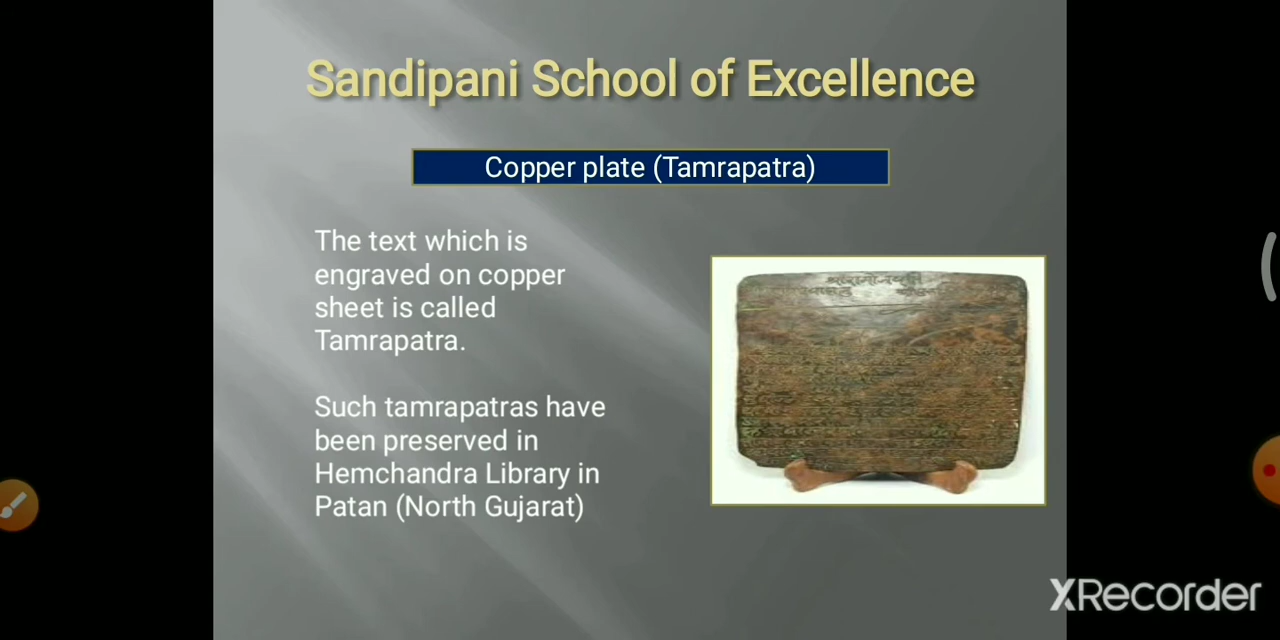 Sandipani School of Excellence
Copper plate (Tamrapatra)
The text which is
engraved on copper
sheet is called
Tamrapatra.
Such tamrapatras have
been preserved in
Hemchandra Library in
Patan (North Gujarat)
XRecorder